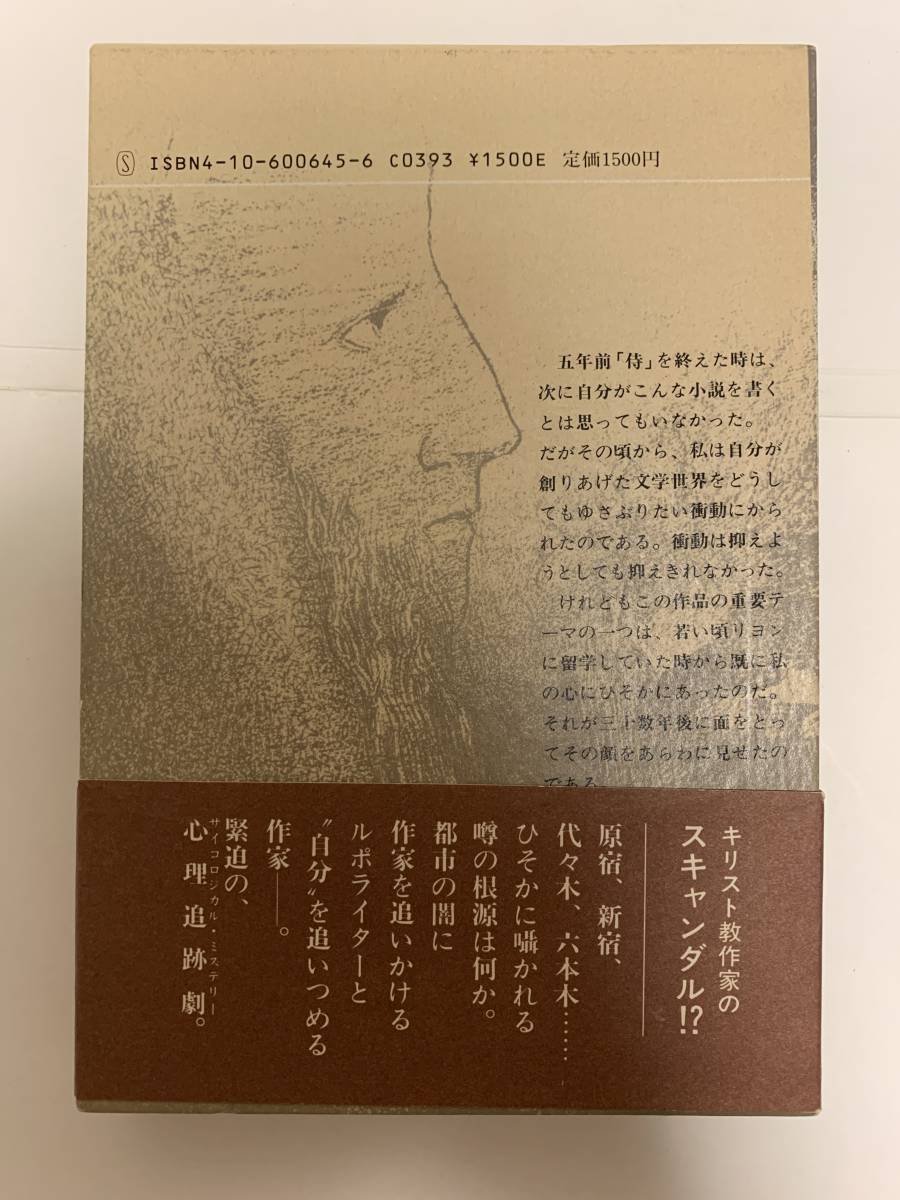 Ⓢ ISBN4-10-600645-6 C0393 ¥1500E 定価1500円
五年前「侍」を終えた時は、
次に自分がこんな小説を書く
とは思ってもいなかった。
だがその頃から、私は自分が
創りあげた文学世界をどうし
てもゆさぶりたい衝動にから
れたのである。衝動は抑えよ
うとしても抑えきれなかった。
けれどもこの作品の重要テ
ーマの一つは、若い頃リヨン
に留学していた時から既に私
の心にひそかにあったのだ。
それが三十数年後に面をとっ
てその顔をあらわに見せたの
である
キリスト教作家の
スキャンダル!?
原宿、新宿、
代々木、六本木……
ひそかに囁かれる
噂の根源は何か。
都市の闇に
作家を追いかける
ルポライターと
〝自分〟を追いつめる
作家――。
緊迫の、
サイコロジカル・ミステリー
心理追跡劇。